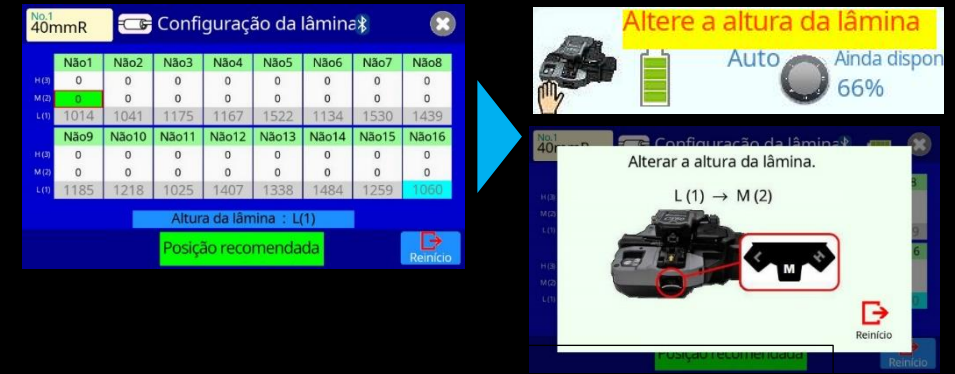 No.1
40mmR
Configuração da lâmina
Não1 Não2 Não3 Não4 Não5 Não6 Não7 Não8
H(3) 0 0 0 0 0 0 0 0
M(2) 0 0 0 0 0 0 0 0
L(1) 1014 1041 1175 1167 1522 1134 1530 1439
Não9 Não10 Não11 Não12 Não13 Não14 Não15 Não16
H(3) 0 0 0 0 0 0 0 0
M(2) 0 0 0 0 0 0 0 0
L(1) 1185 1218 1025 1407 1338 1484 1259 1060
Altura da lâmina : L(1)
Posição recomendada
Reinício
Altere a altura da lâmina
Auto
Ainda dispon
66%
No.1
Configuração da lâmina
Alterar a altura da lâmina.
L (1) → M (2)
L M H
Reinício
Posição recomendada
Reinício